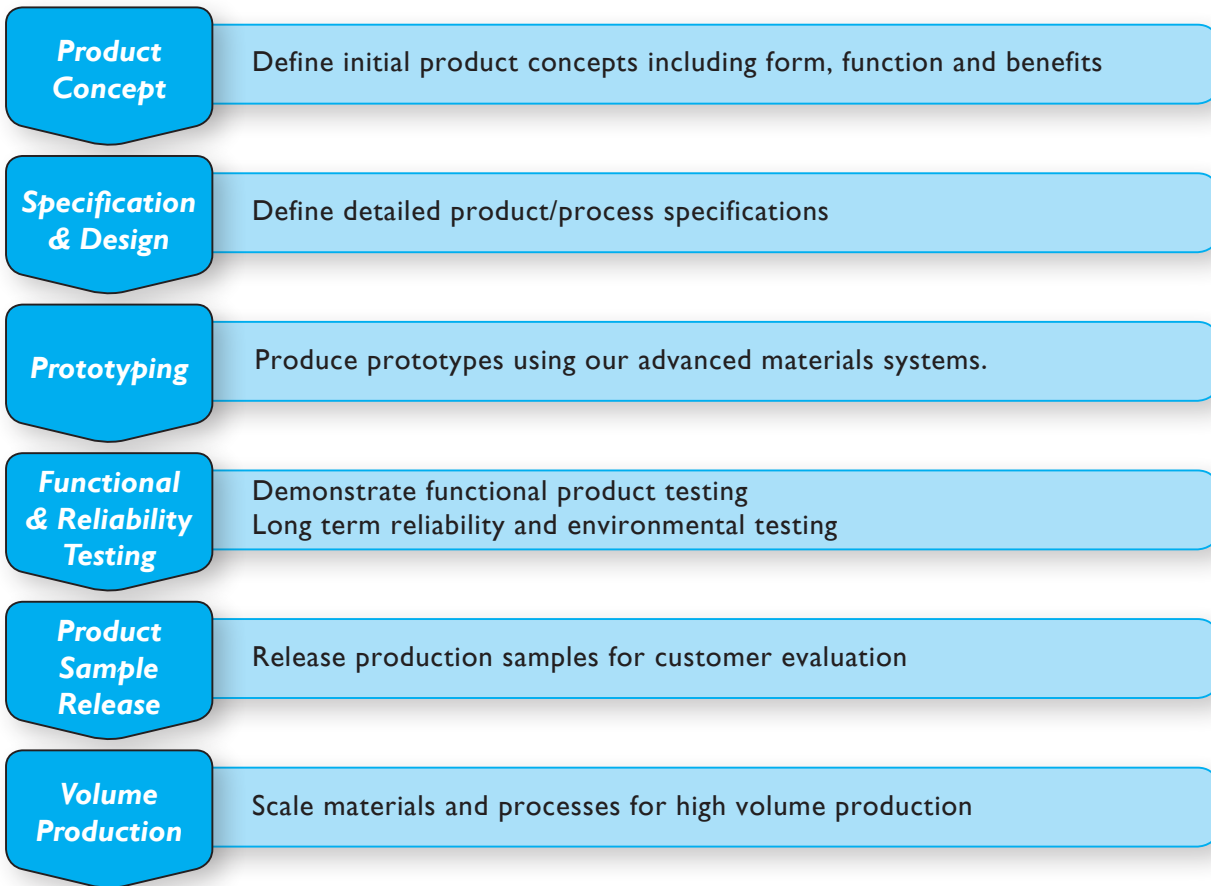 Product
Concept
Define initial product concepts including form, function and benefits
Specification
& Design
Define detailed product/process specifications
Prototyping
Produce prototypes using our advanced materials systems.
Functional
& Reliability
Testing
Demonstrate functional product testing
Long term reliability and environmental testing
Product
Sample
Release
Release production samples for customer evaluation
Volume
Production
Scale materials and processes for high volume production